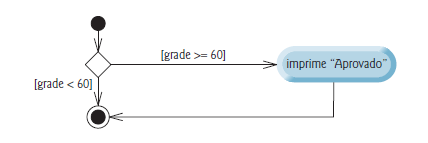 [grade >= 60]
imprime “Aprovado”
[grade < 60]